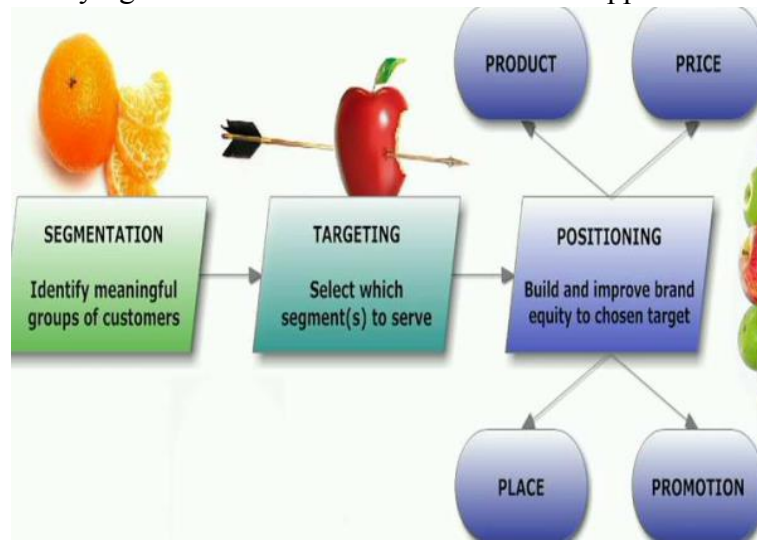 PRODUCT
PRICE
SEGMENTATION
Identify meaningful
groups of customers
TARGETING
Select which
segment(s) to serve
POSITIONING
Build and improve brand
equity to chosen target
PLACE
PROMOTION